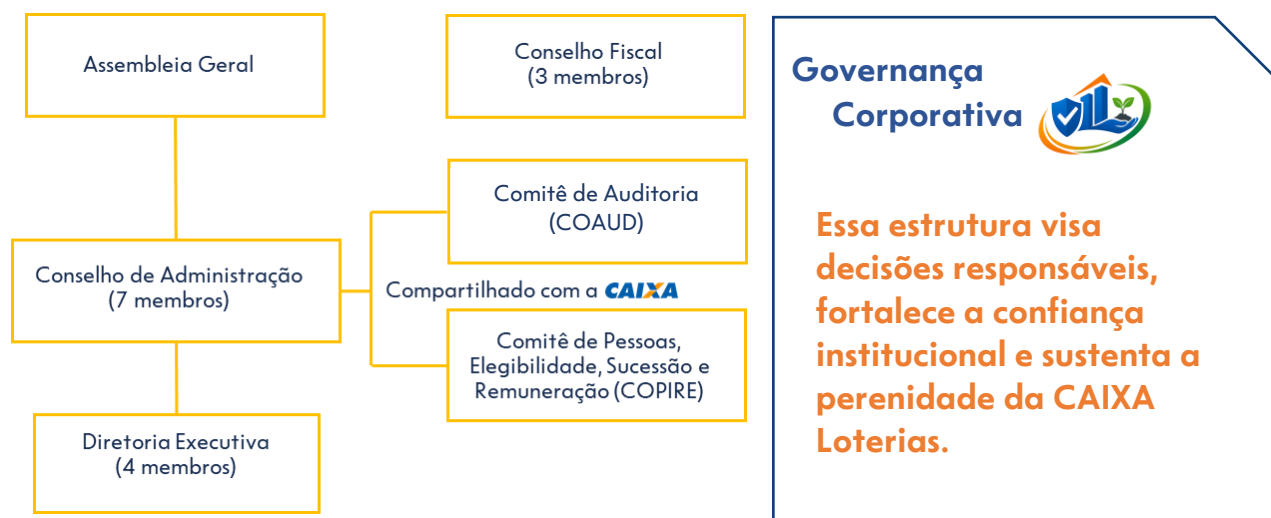 Assembleia Geral
Conselho Fiscal
(3 membros)
Comitê de Auditoria
(COAUD)
Conselho de Administração
(7 membros)
Compartilhado com a CAIXA
Comitê de Pessoas,
Elegibilidade, Sucessão e
Remuneração (COPIRE)
Diretoria Executiva
(4 membros)
Governança
Corporativa
Essa estrutura visa
decisões responsáveis,
fortalece a confiança
institucional e sustenta a
perenidade da CAIXA
Loterias.